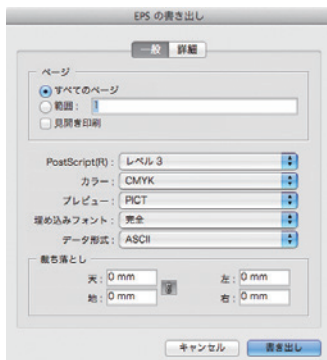 EPS の書き出し
一般 詳細
ページ
すべてのページ
範囲： 1
見開き印刷
PostScript(R)： レベル 3
カラー： CMYK
プレビュー： PICT
埋め込みフォント： 完全
データ形式： ASCII
裁ち落とし
天： 0 mm 左： 0 mm
地： 0 mm 右： 0 mm
キャンセル 書き出し